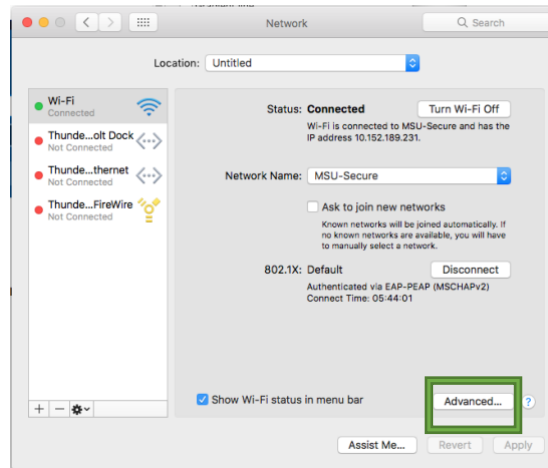 Network
Search
Location: Untitled
Wi-Fi
Connected
Thunde...olt Dock
Not Connected
Thunde...thernet
Not Connected
Thunde...FireWire
Not Connected
Status: Connected
Turn Wi-Fi Off
Wi-Fi is connected to MSU-Secure and has the
IP address 10.152.189.231.
Network Name: MSU-Secure
Ask to join new networks
Known networks will be joined automatically. If
no known networks are available, you will have
to manually select a network.
802.1X: Default
Disconnect
Authenticated via EAP-PEAP (MSCHAPv2)
Connect Time: 05:44:01
Show Wi-Fi status in menu bar
Advanced...
?
Assist Me...
Revert
Apply